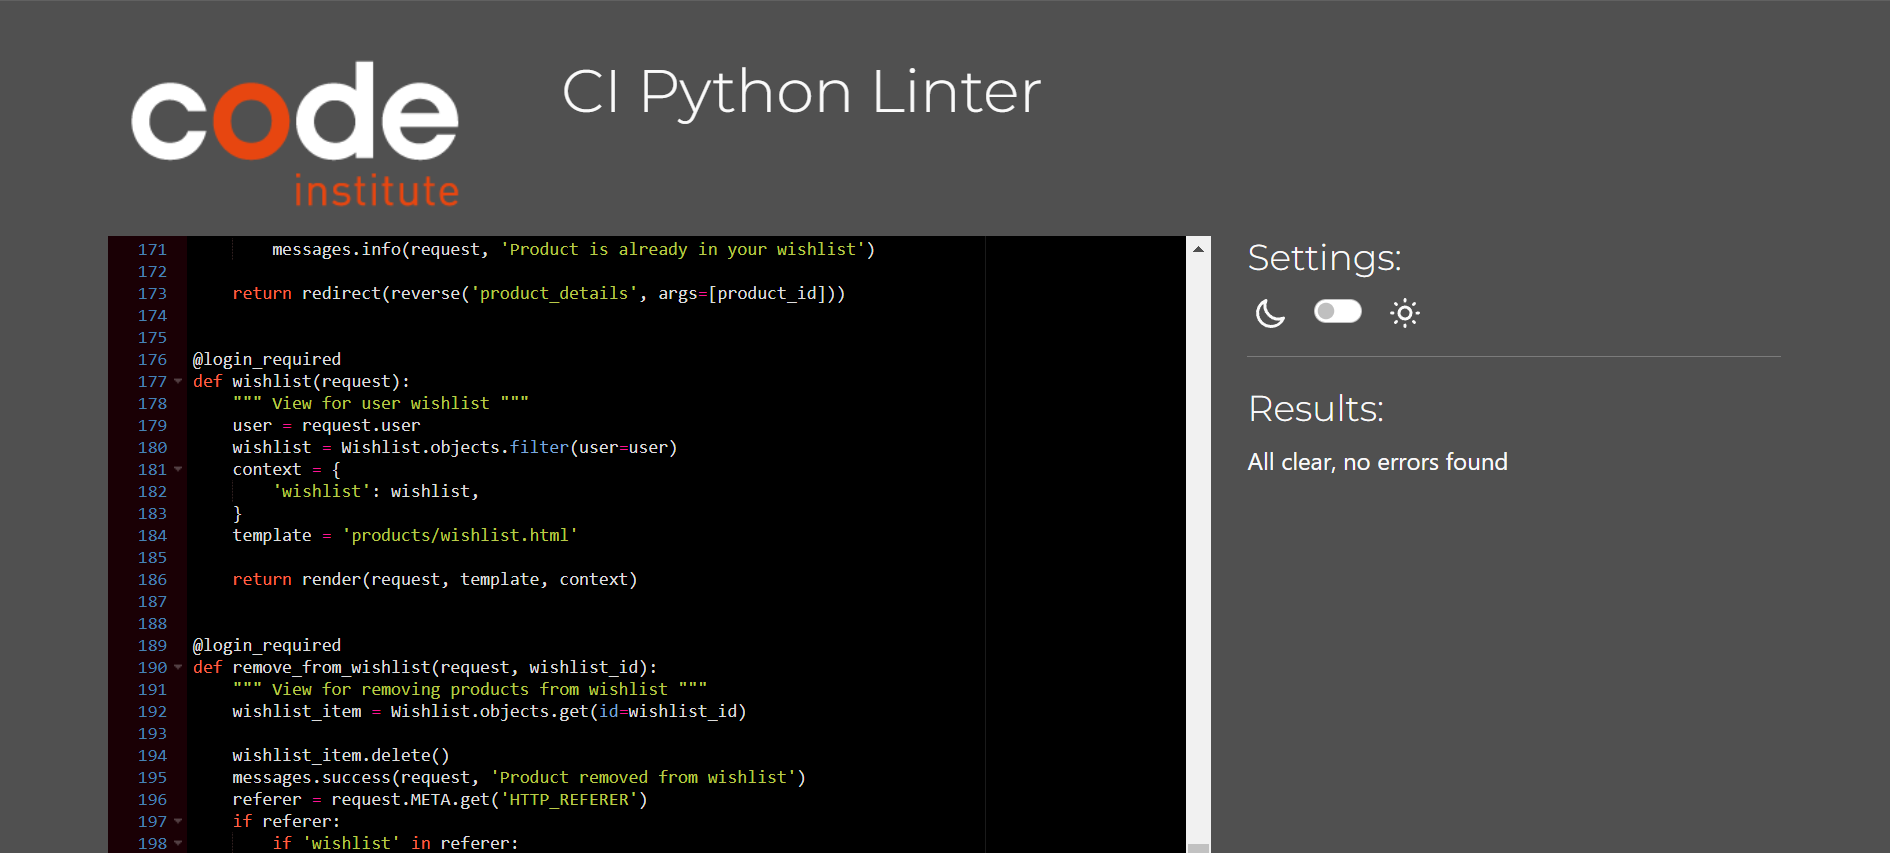 code
institute
CI Python Linter
171 messages.info(request, 'Product is already in your wishlist')
172
173 return redirect(reverse('product_details', args=[product_id]))
174
175
176 @login_required
177 def wishlist(request):
178 """ View for user wishlist """
179 user = request.user
180 wishlist = Wishlist.objects.filter(user=user)
181 context = {
182 'wishlist': wishlist,
183 }
184 template = 'products/wishlist.html'
185
186 return render(request, template, context)
187
188
189 @login_required
190 def remove_from_wishlist(request, wishlist_id):
191 """ View for removing products from wishlist """
192 wishlist_item = Wishlist.objects.get(id=wishlist_id)
193
194 wishlist_item.delete()
195 messages.success(request, 'Product removed from wishlist')
196 referer = request.META.get('HTTP_REFERER')
197 if referer:
198 if 'wishlist' in referer:
Settings:
Results:
All clear, no errors found